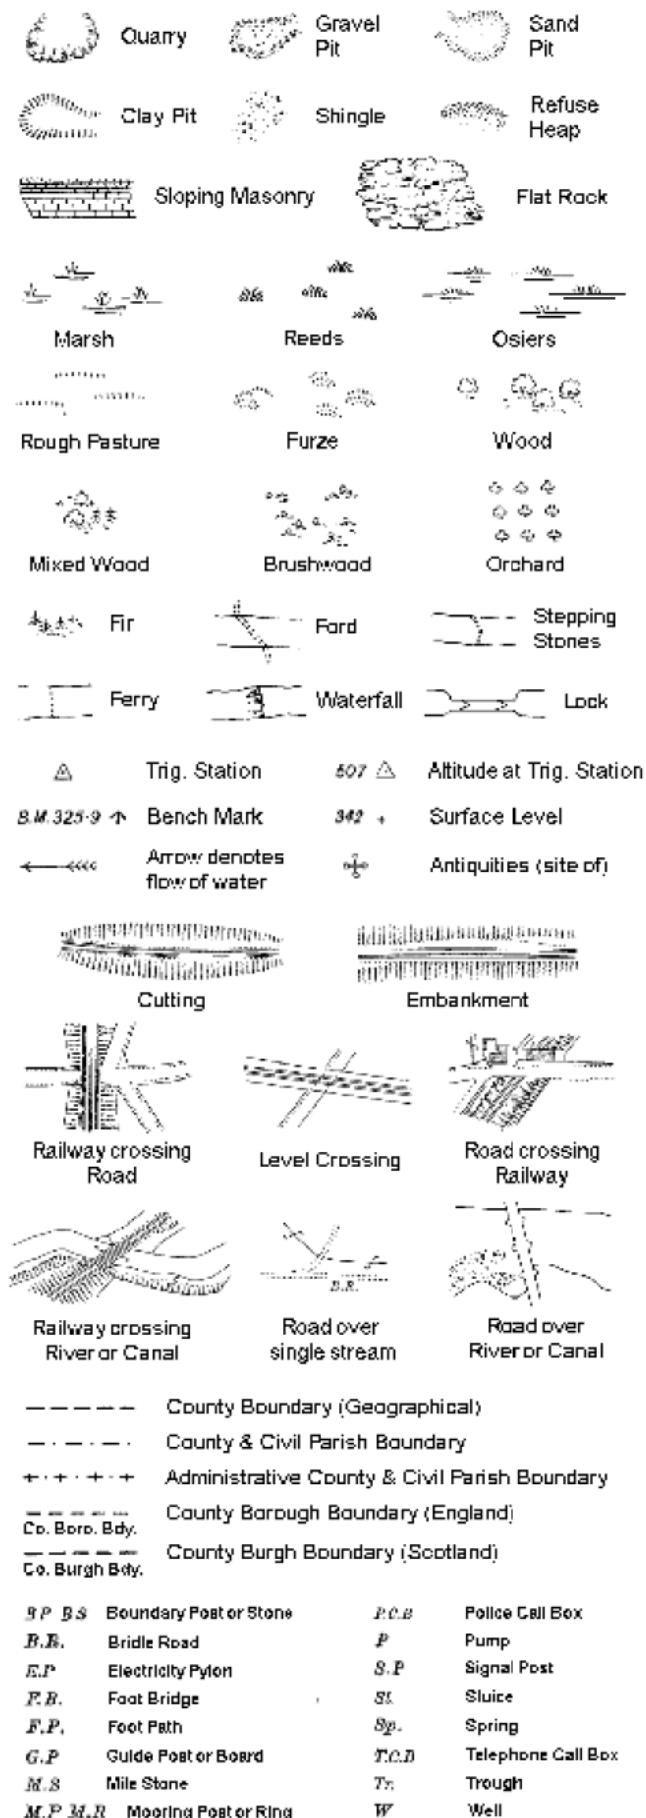 Quarry
Gravel Pit
Sand Pit
Clay Pit
Shingle
Refuse Heap
Sloping Masonry
Flat Rock
Marsh
Reeds
Osiers
Rough Pasture
Furze
Wood
Mixed Wood
Brushwood
Orchard
Fir
Ford
Stepping Stones
Ferry
Waterfall
Lock
Trig. Station
507 Altitude at Trig. Station
B.M. 325·9 Bench Mark
342 + Surface Level
Arrow denotes flow of water
Antiquities (site of)
Cutting
Embankment
Railway crossing Road
Level Crossing
Road crossing Railway
B.R.
Railway crossing River or Canal
Road over single stream
Road over River or Canal
County Boundary (Geographical)
County & Civil Parish Boundary
Administrative County & Civil Parish Boundary
Co. Boro. Bdy. County Borough Boundary (England)
Co. Burgh Bdy. County Burgh Boundary (Scotland)
B.P B.S Boundary Post or Stone
P.C.B Police Call Box
B.R. Bridle Road
P Pump
E.P Electricity Pylon
S.P Signal Post
F.B. Foot Bridge
Sl. Sluice
F.P. Foot Path
Sp. Spring
G.P Guide Post or Board
T.C.B Telephone Call Box
M.S Mile Stone
Tr. Trough
M.P M.R Mooring Post or Ring
W Well